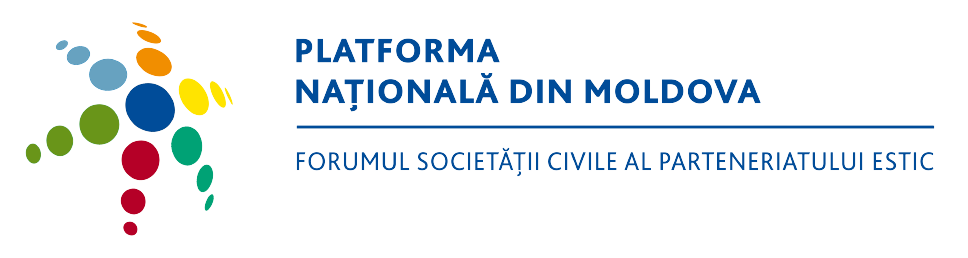 PLATFORMA
NAȚIONALĂ DIN MOLDOVA
FORUMUL SOCIETĂȚII CIVILE AL PARTENERIATULUI ESTIC